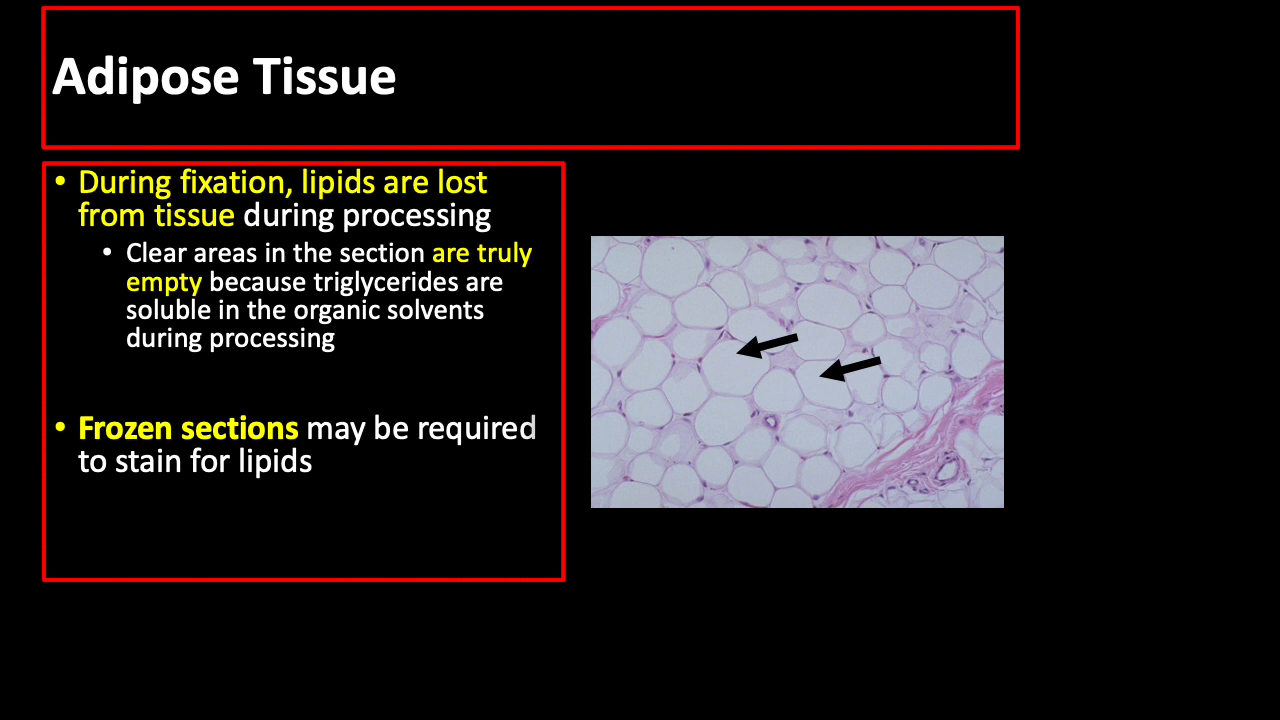 Adipose Tissue
• During fixation, lipids are lost
from tissue during processing
• Clear areas in the section are truly
empty because triglycerides are
soluble in the organic solvents
during processing
• Frozen sections may be required
to stain for lipids